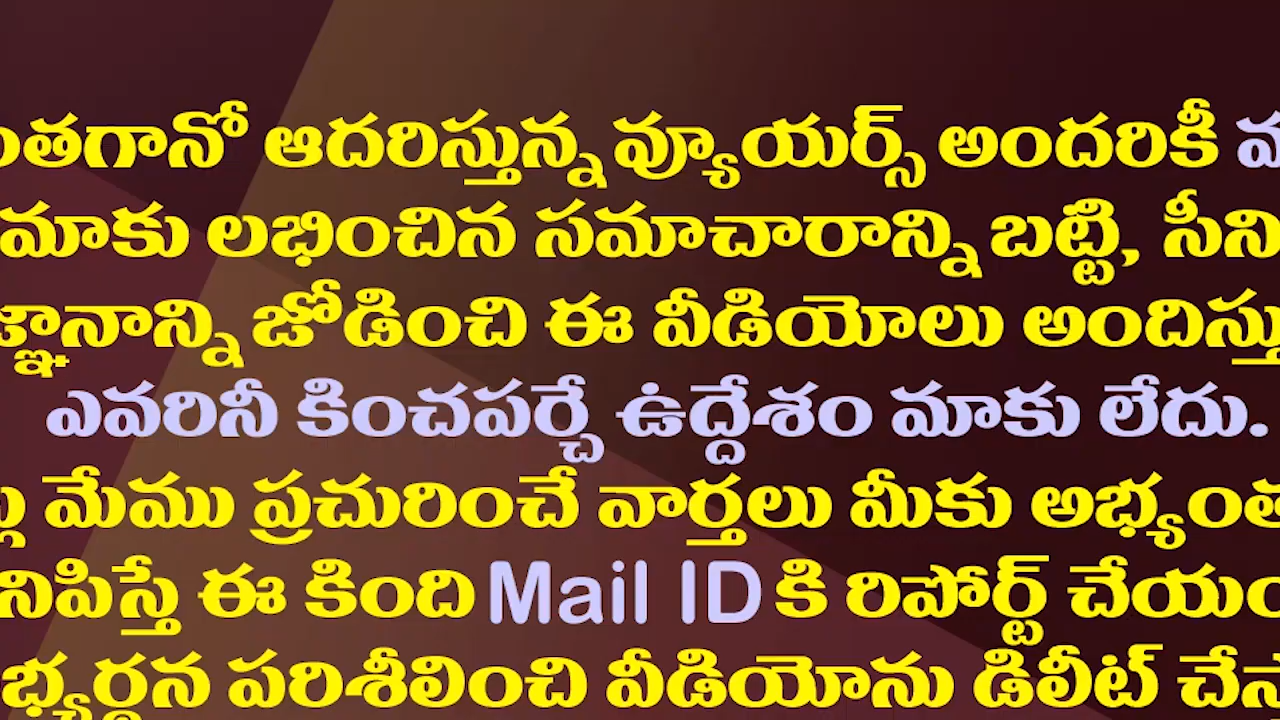 ఆదరిస్తున్న వ్యూయర్స్ అందరికీ
మాకు లభించిన సమాచారాన్ని బట్టి,
జోడించి ఈ వీడియోలు
ఎవరినీ కించపర్చే ఉద్దేశం మాకు లేదు.
మేము ప్రచురించే వార్తలు మీకు
ఈ కింది Mail ID కి రిపోర్ట్
పరిశీలించి వీడియోను డిలీట్